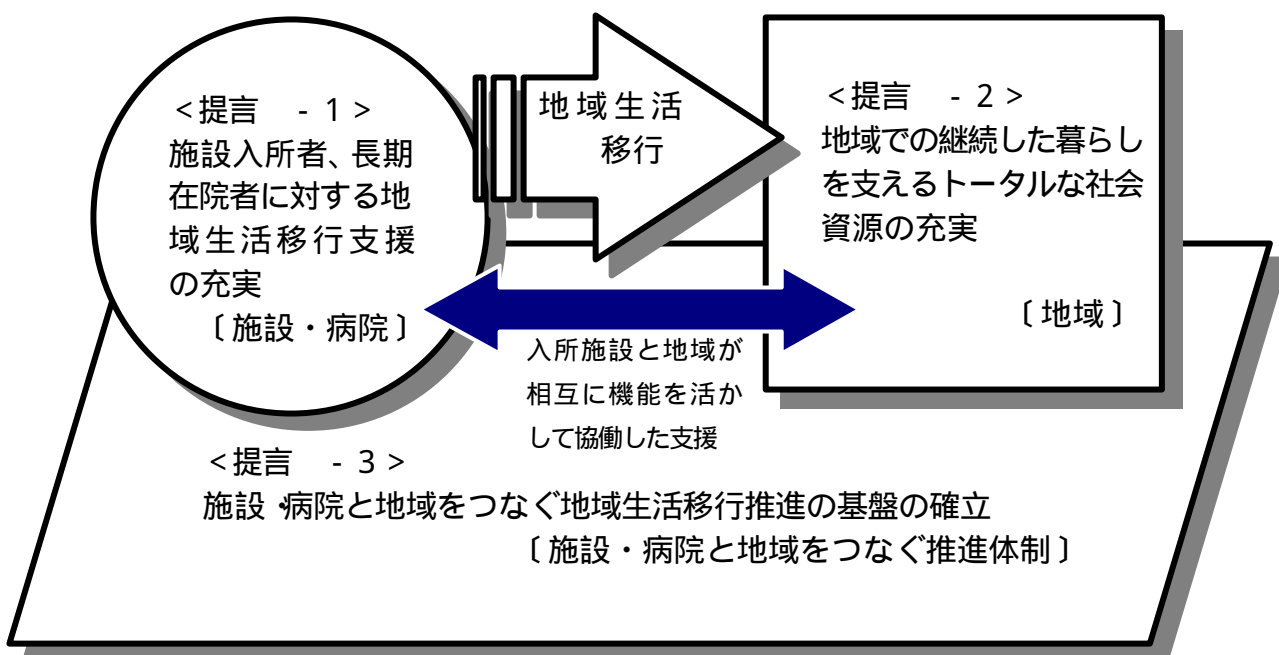 <提言　- 1 >
施設入所者、長期
在院者に対する地
域生活移行支援
の充実
〔施設・病院〕
地域生活
移行
<提言　- 2 >
地域での継続した暮らし
を支えるトータルな社会
資源の充実
〔地域〕
入所施設と地域が
相互に機能を活か
して協働した支援
<提言　- 3 >
施設・病院と地域をつなぐ地域生活移行推進の基盤の確立
〔施設・病院と地域をつなぐ推進体制〕